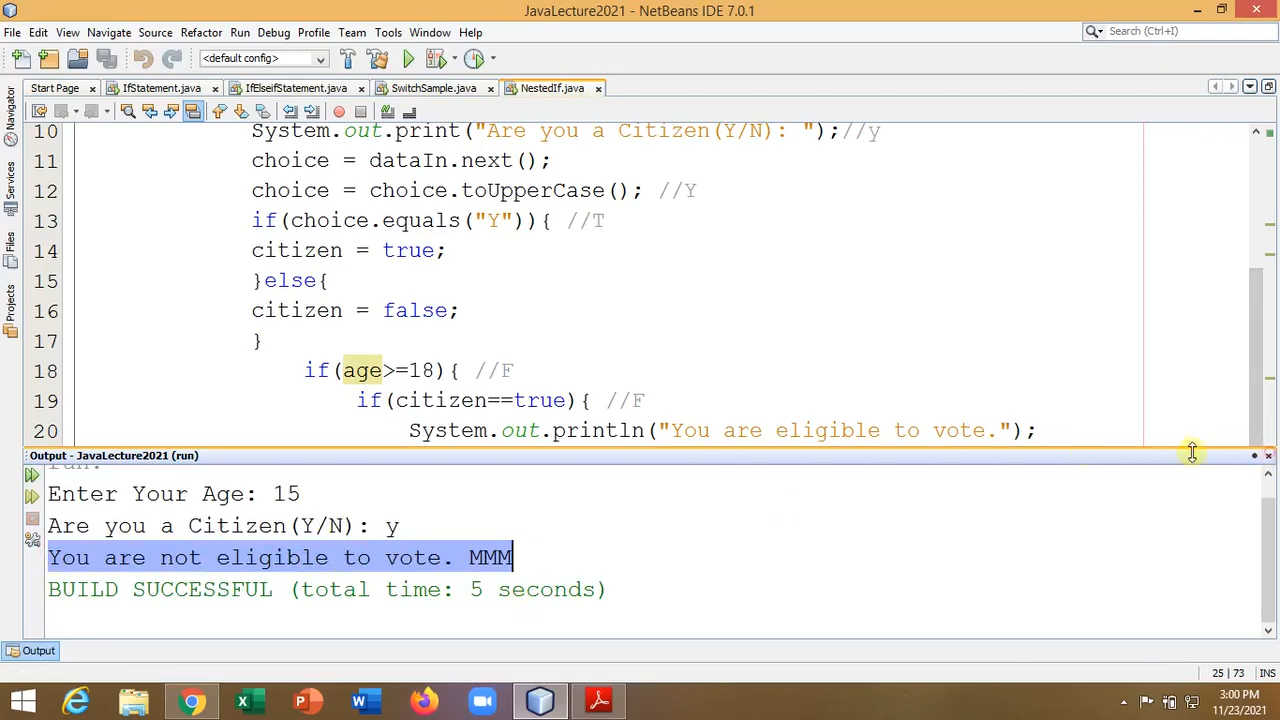 JavaLecture2021 - NetBeans IDE 7.0.1
File Edit View Navigate Source Refactor Run Debug Profile Team Tools Window Help
Search (Ctrl+I)
<default config>
Start Page IfStatement.java IfElseifStatement.java SwitchSample.java NestedIf.java
Navigator
Services
Files
Projects
10 System.out.print("Are you a Citizen(Y/N): ");//y
11 choice = dataIn.next();
12 choice = choice.toUpperCase(); //Y
13 if(choice.equals("Y")){ //T
14 citizen = true;
15 }else{
16 citizen = false;
17 }
18 if(age>=18){ //F
19 if(citizen==true){ //F
20 System.out.println("You are eligible to vote.");
Output - JavaLecture2021 (run)
run:
Enter Your Age: 15
Are you a Citizen(Y/N): y
You are not eligible to vote. MMM
BUILD SUCCESSFUL (total time: 5 seconds)
Output
25 | 73 INS
3:00 PM
11/23/2021